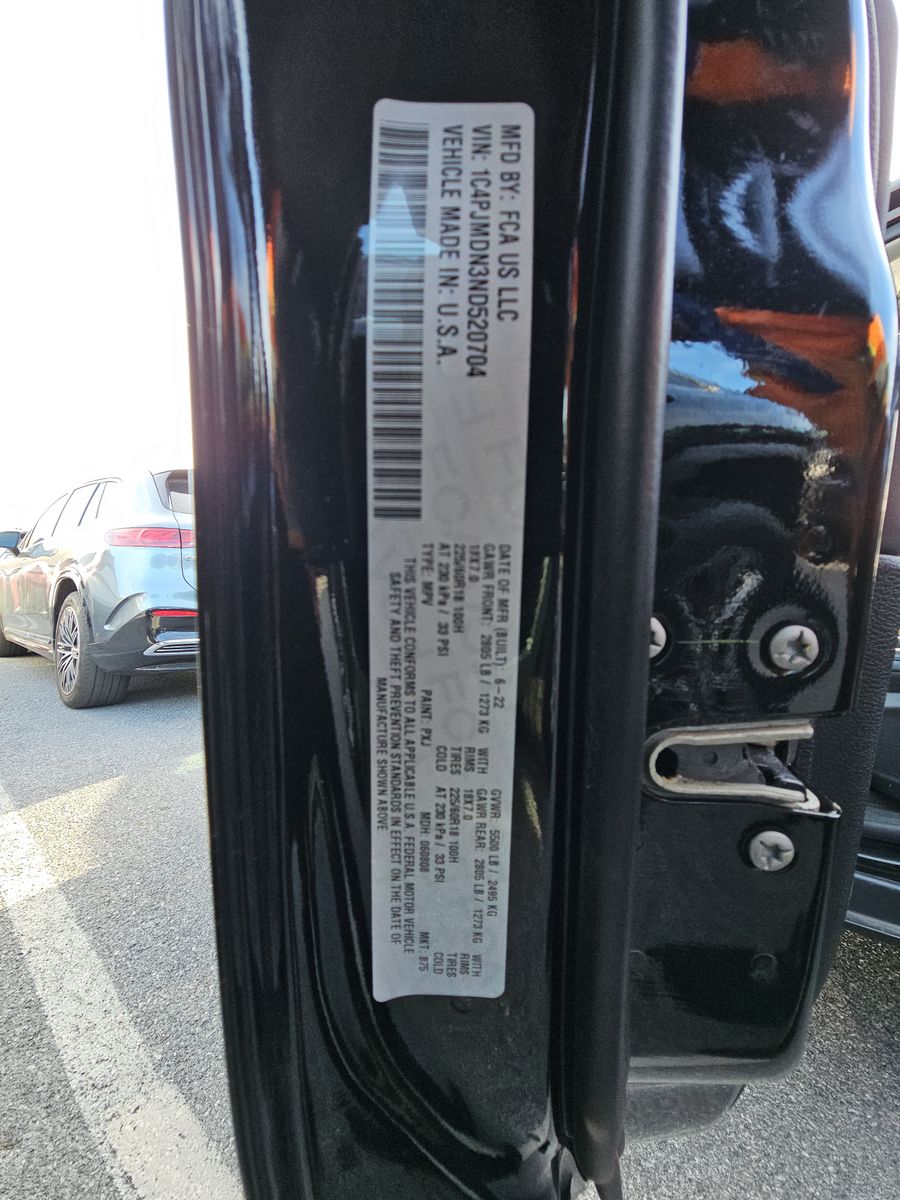 MFD BY: FCA US LLC
VIN: 1C4PJMDN3ND520704
VEHICLE MADE IN: U.S.A.
DATE OF MFR (BUILT): 6-22 GVWR: 5500 LB / 2495 KG
GAWR FRONT: 2805 LB / 1273 KG WITH GAWR REAR: 2805 LB / 1273 KG WITH
18X7.0 RIMS 18X7.0 RIMS
225/60R18 100H TIRES 225/60R18 100H TIRES
AT 230 kPa / 33 PSI COLD AT 230 kPa / 33 PSI COLD
TYPE: MPV PAINT: PXJ MDH: 060808 MKT: 875
THIS VEHICLE CONFORMS TO ALL APPLICABLE U.S.A. FEDERAL MOTOR VEHICLE
SAFETY AND THEFT PREVENTION STANDARDS IN EFFECT ON THE DATE OF
MANUFACTURE SHOWN ABOVE